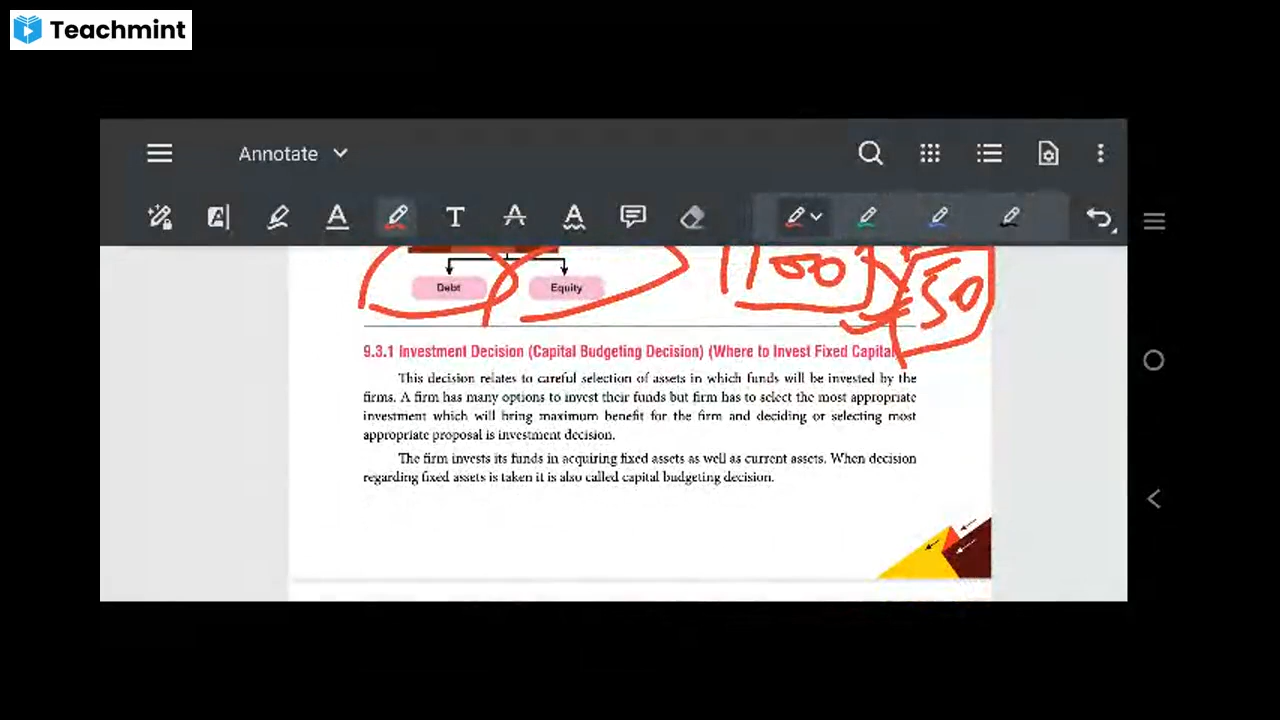 Teachmint
Annotate
Debt
Equity
100
50
9.3.1 Investment Decision (Capital Budgeting Decision) (Where to Invest Fixed Capita
This decision relates to careful selection of assets in which funds will be invested by the
firms. A firm has many options to invest their funds but firm has to select the most appropriate
investment which will bring maximum benefit for the firm and deciding or selecting most
appropriate proposal is investment decision.
The firm invests its funds in acquiring fixed assets as well as current assets. When decision
regarding fixed assets is taken it is also called capital budgeting decision.